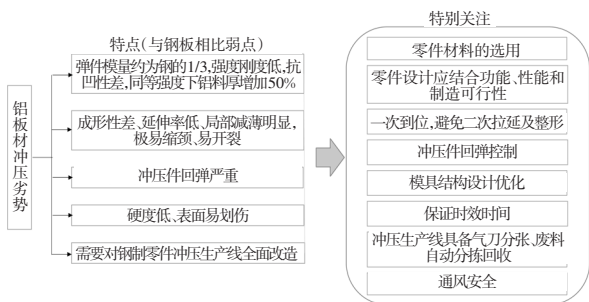 特点(与钢板相比弱点)
铝板材冲压劣势
弹件模量约为钢的1/3,强度刚度低,抗
凹性差,同等强度下铝料厚增加50%
成形性差、延伸率低、局部减薄明显,
极易缩颈、易开裂
冲压件回弹严重
硬度低、表面易划伤
需要对钢制零件冲压生产线全面改造
特别关注
零件材料的选用
零件设计应结合功能、性能和
制造可行性
一次到位,避免二次拉延及整形
冲压件回弹控制
模具结构设计优化
保证时效时间
冲压生产线具备气刀分张、废料
自动分拣回收
通风安全